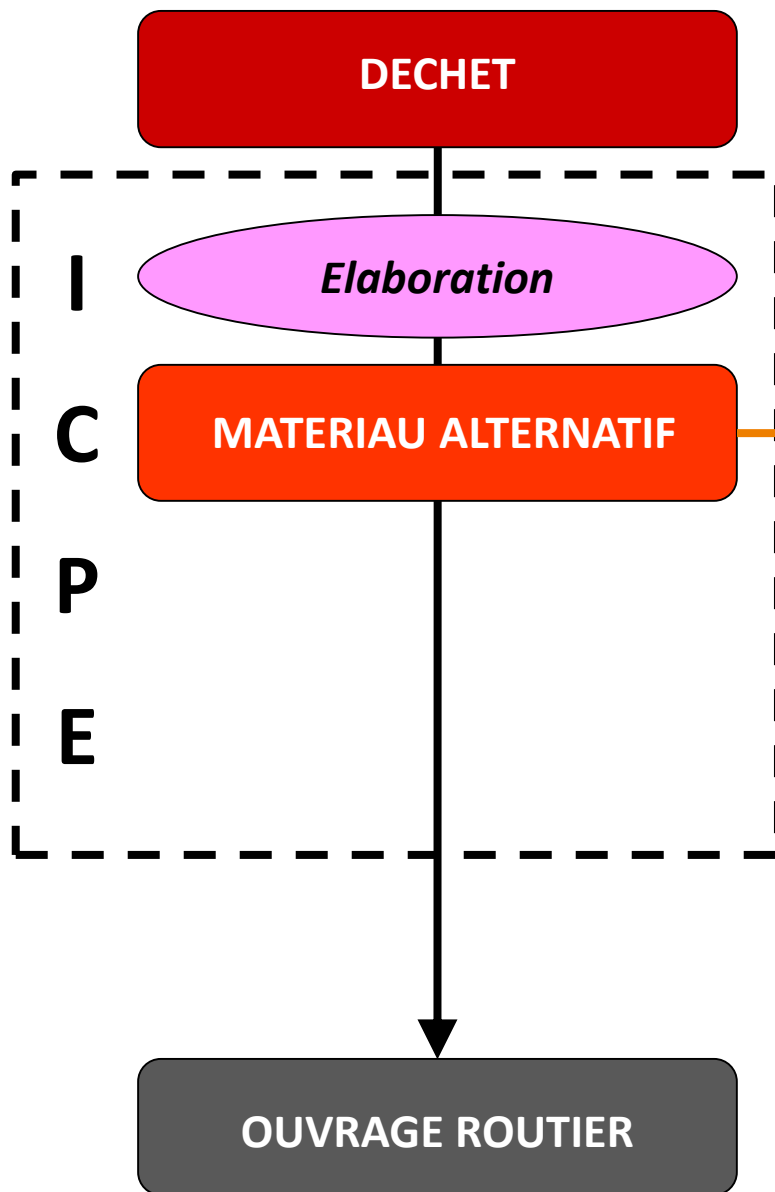 DECHET
I
Elaboration
C
MATERIAU ALTERNATIF
P
E
OUVRAGE ROUTIER